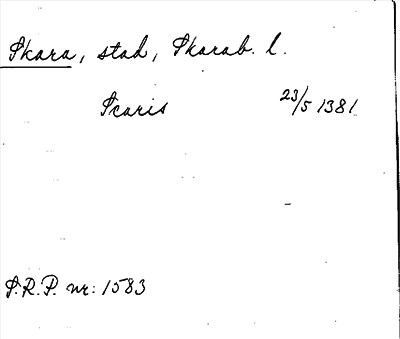 Skara, stad, Skarab. l.
Scaris 23/5 1381
S.R.P. nr: 1583